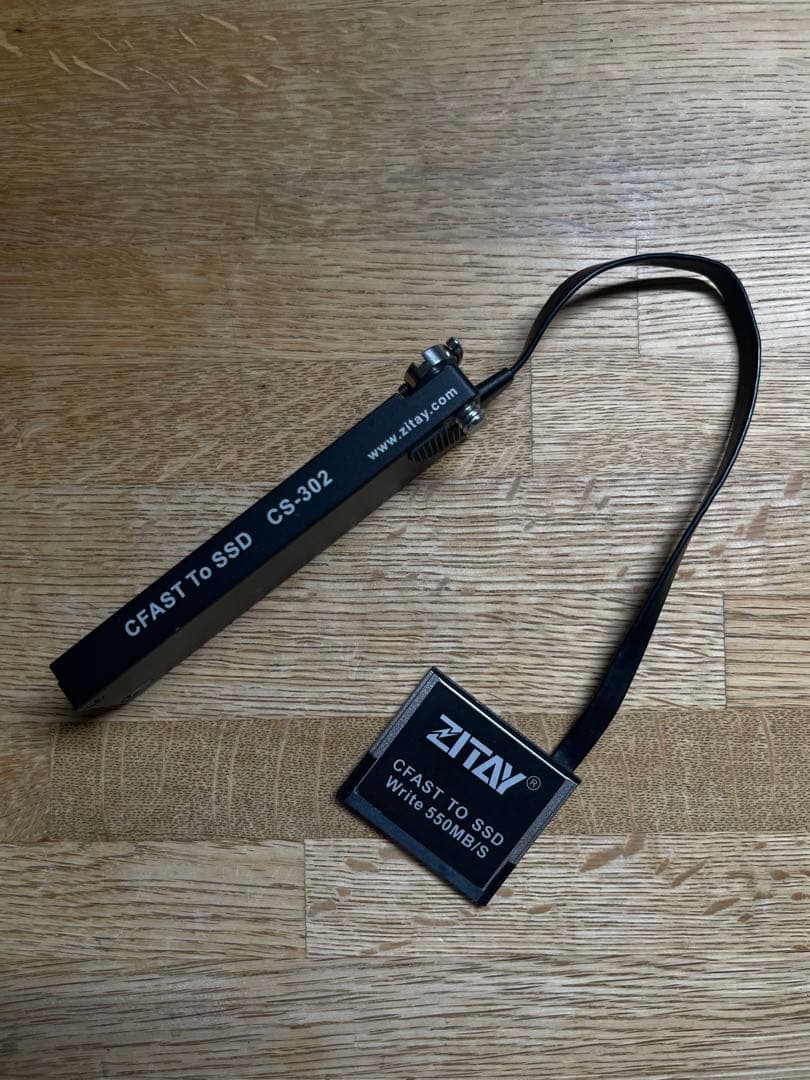 CFAST To SSD CS-302 www.zitay.com
ZITAY®
CFAST TO SSD
Write 550MB/S